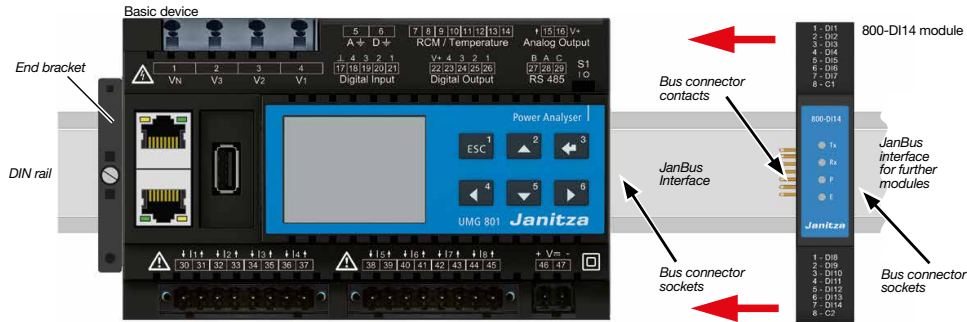 Basic device
5 6
A D
7 8 9 10 11 12 13 14
RCM / Temperature
15 16 V+
Analog Output
1 2 3 4
VN V3 V2 V1
4 3 2 1
17 18 19 20 21
Digital Input
V+ 4 3 2 1
22 23 24 25 26
Digital Output
B A C
27 28 29
RS 485
S1
I O
End bracket
DIN rail
Power Analyser
ESC 1
2
3
4
5
6
UMG 801 Janitza
I5 I6 I7 I8
I1 I2 I3 I4
30 31 32 33 34 35 36 37
38 39 40 41 42 43 44 45
+ V -
46 47
Bus connector
contacts
JanBus
Interface
Bus connector
sockets
1 - DI1
2 - DI2
3 - DI3
4 - DI4
5 - DI5
6 - DI6
7 - DI7
8 - C1
800-DI14 module
800-DI14
Tx
Rx
P
E
Janitza
1 - DI8
2 - DI9
3 - DI10
4 - DI11
5 - DI12
6 - DI13
7 - DI14
8 - C2
JanBus
interface
for further
modules
Bus connector
sockets